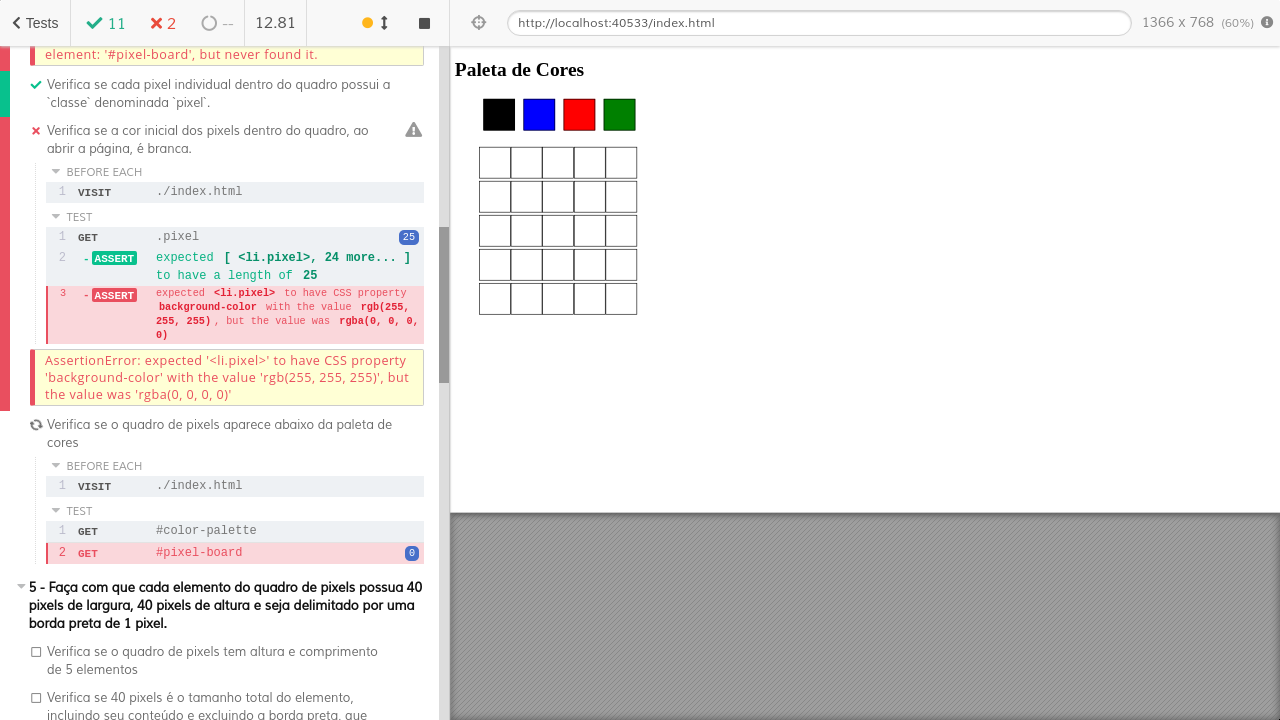 Tests
11
2
--
12.81
http://localhost:40533/index.html
1366 x 768 (60%)
element: '#pixel-board', but never found it.
Verifica se cada pixel individual dentro do quadro possui a
`classe` denominada `pixel`.
Verifica se a cor inicial dos pixels dentro do quadro, ao
abrir a página, é branca.
BEFORE EACH
1 VISIT ./index.html
TEST
1 GET .pixel 25
2 -ASSERT expected [ <li.pixel>, 24 more... ]
to have a length of 25
3 -ASSERT expected <li.pixel> to have CSS property
background-color with the value rgb(255,
255, 255), but the value was rgba(0, 0, 0,
0)
AssertionError: expected '<li.pixel>' to have CSS property
'background-color' with the value 'rgb(255, 255, 255)', but
the value was 'rgba(0, 0, 0, 0)'
Verifica se o quadro de pixels aparece abaixo da paleta de
cores
BEFORE EACH
1 VISIT ./index.html
TEST
1 GET #color-palette
2 GET #pixel-board 0
5 - Faça com que cada elemento do quadro de pixels possua 40
pixels de largura, 40 pixels de altura e seja delimitado por uma
borda preta de 1 pixel.
Verifica se o quadro de pixels tem altura e comprimento
de 5 elementos
Verifica se 40 pixels é o tamanho total do elemento,
incluindo seu conteúdo e excluindo a borda preta, que
Paleta de Cores